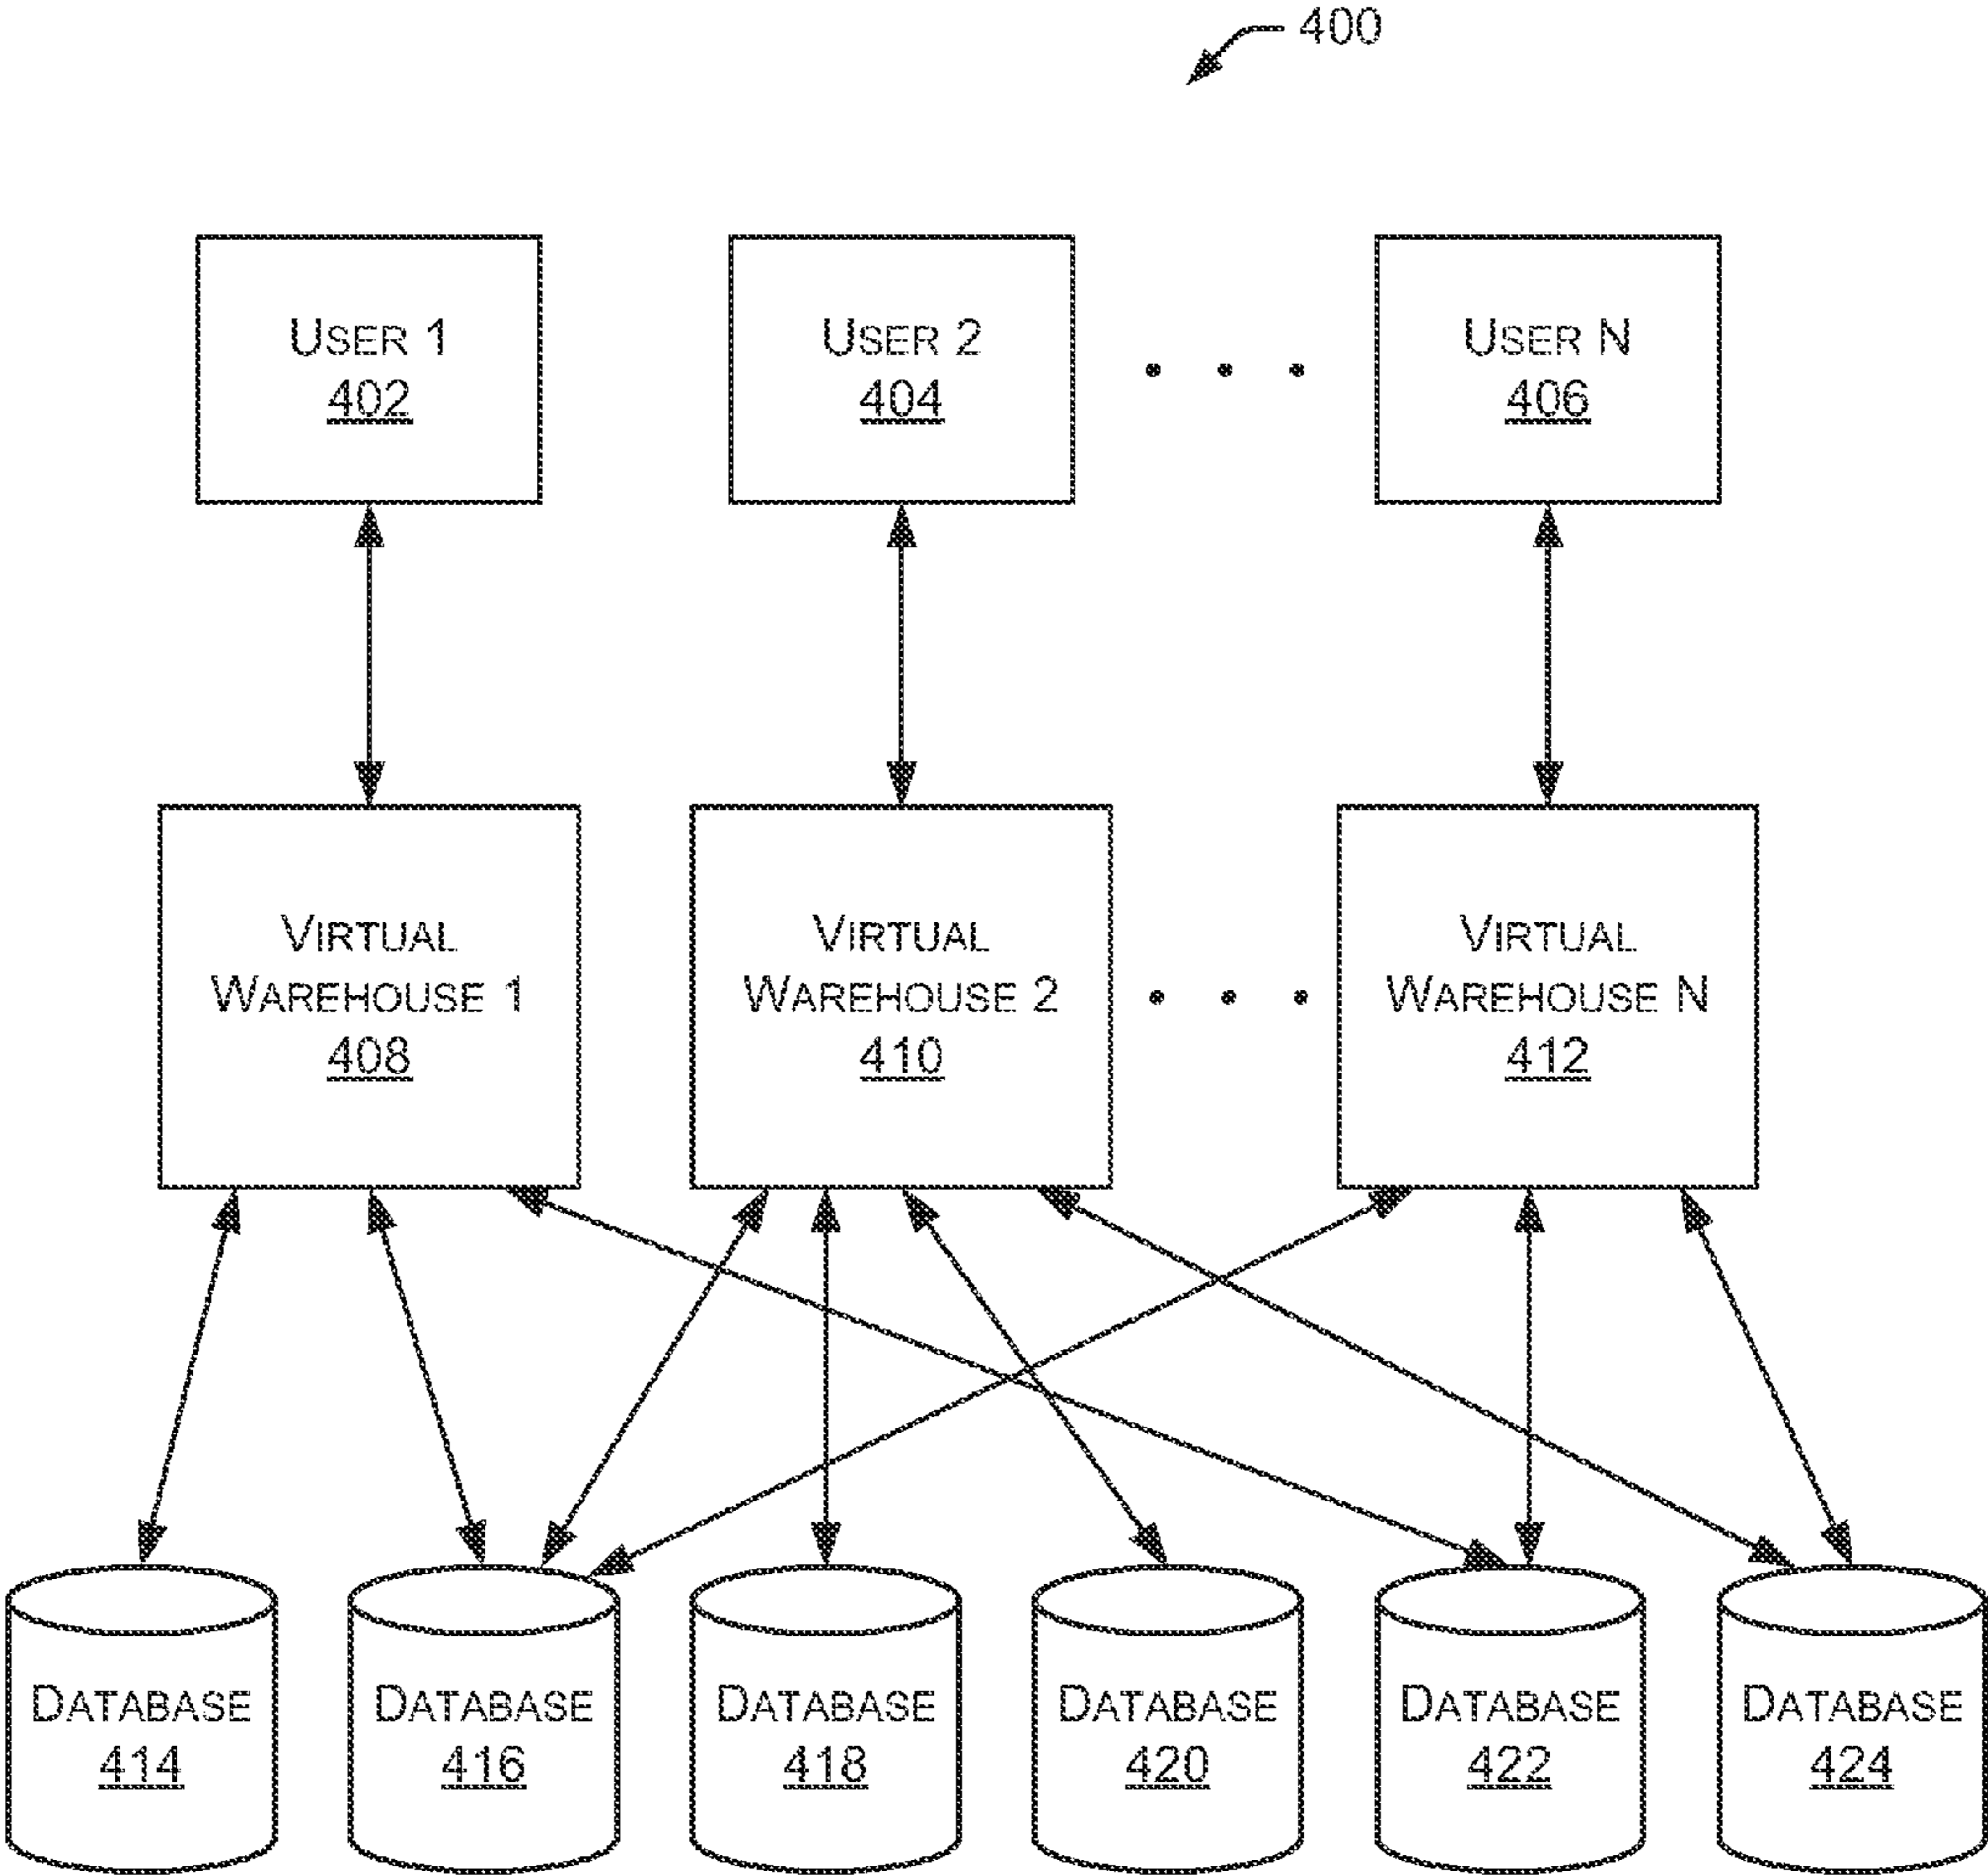 400
USER 1
402
USER 2
404
USER N
406
VIRTUAL
WAREHOUSE 1
408
VIRTUAL
WAREHOUSE 2
410
VIRTUAL
WAREHOUSE N
412
DATABASE
414
DATABASE
416
DATABASE
418
DATABASE
420
DATABASE
422
DATABASE
424